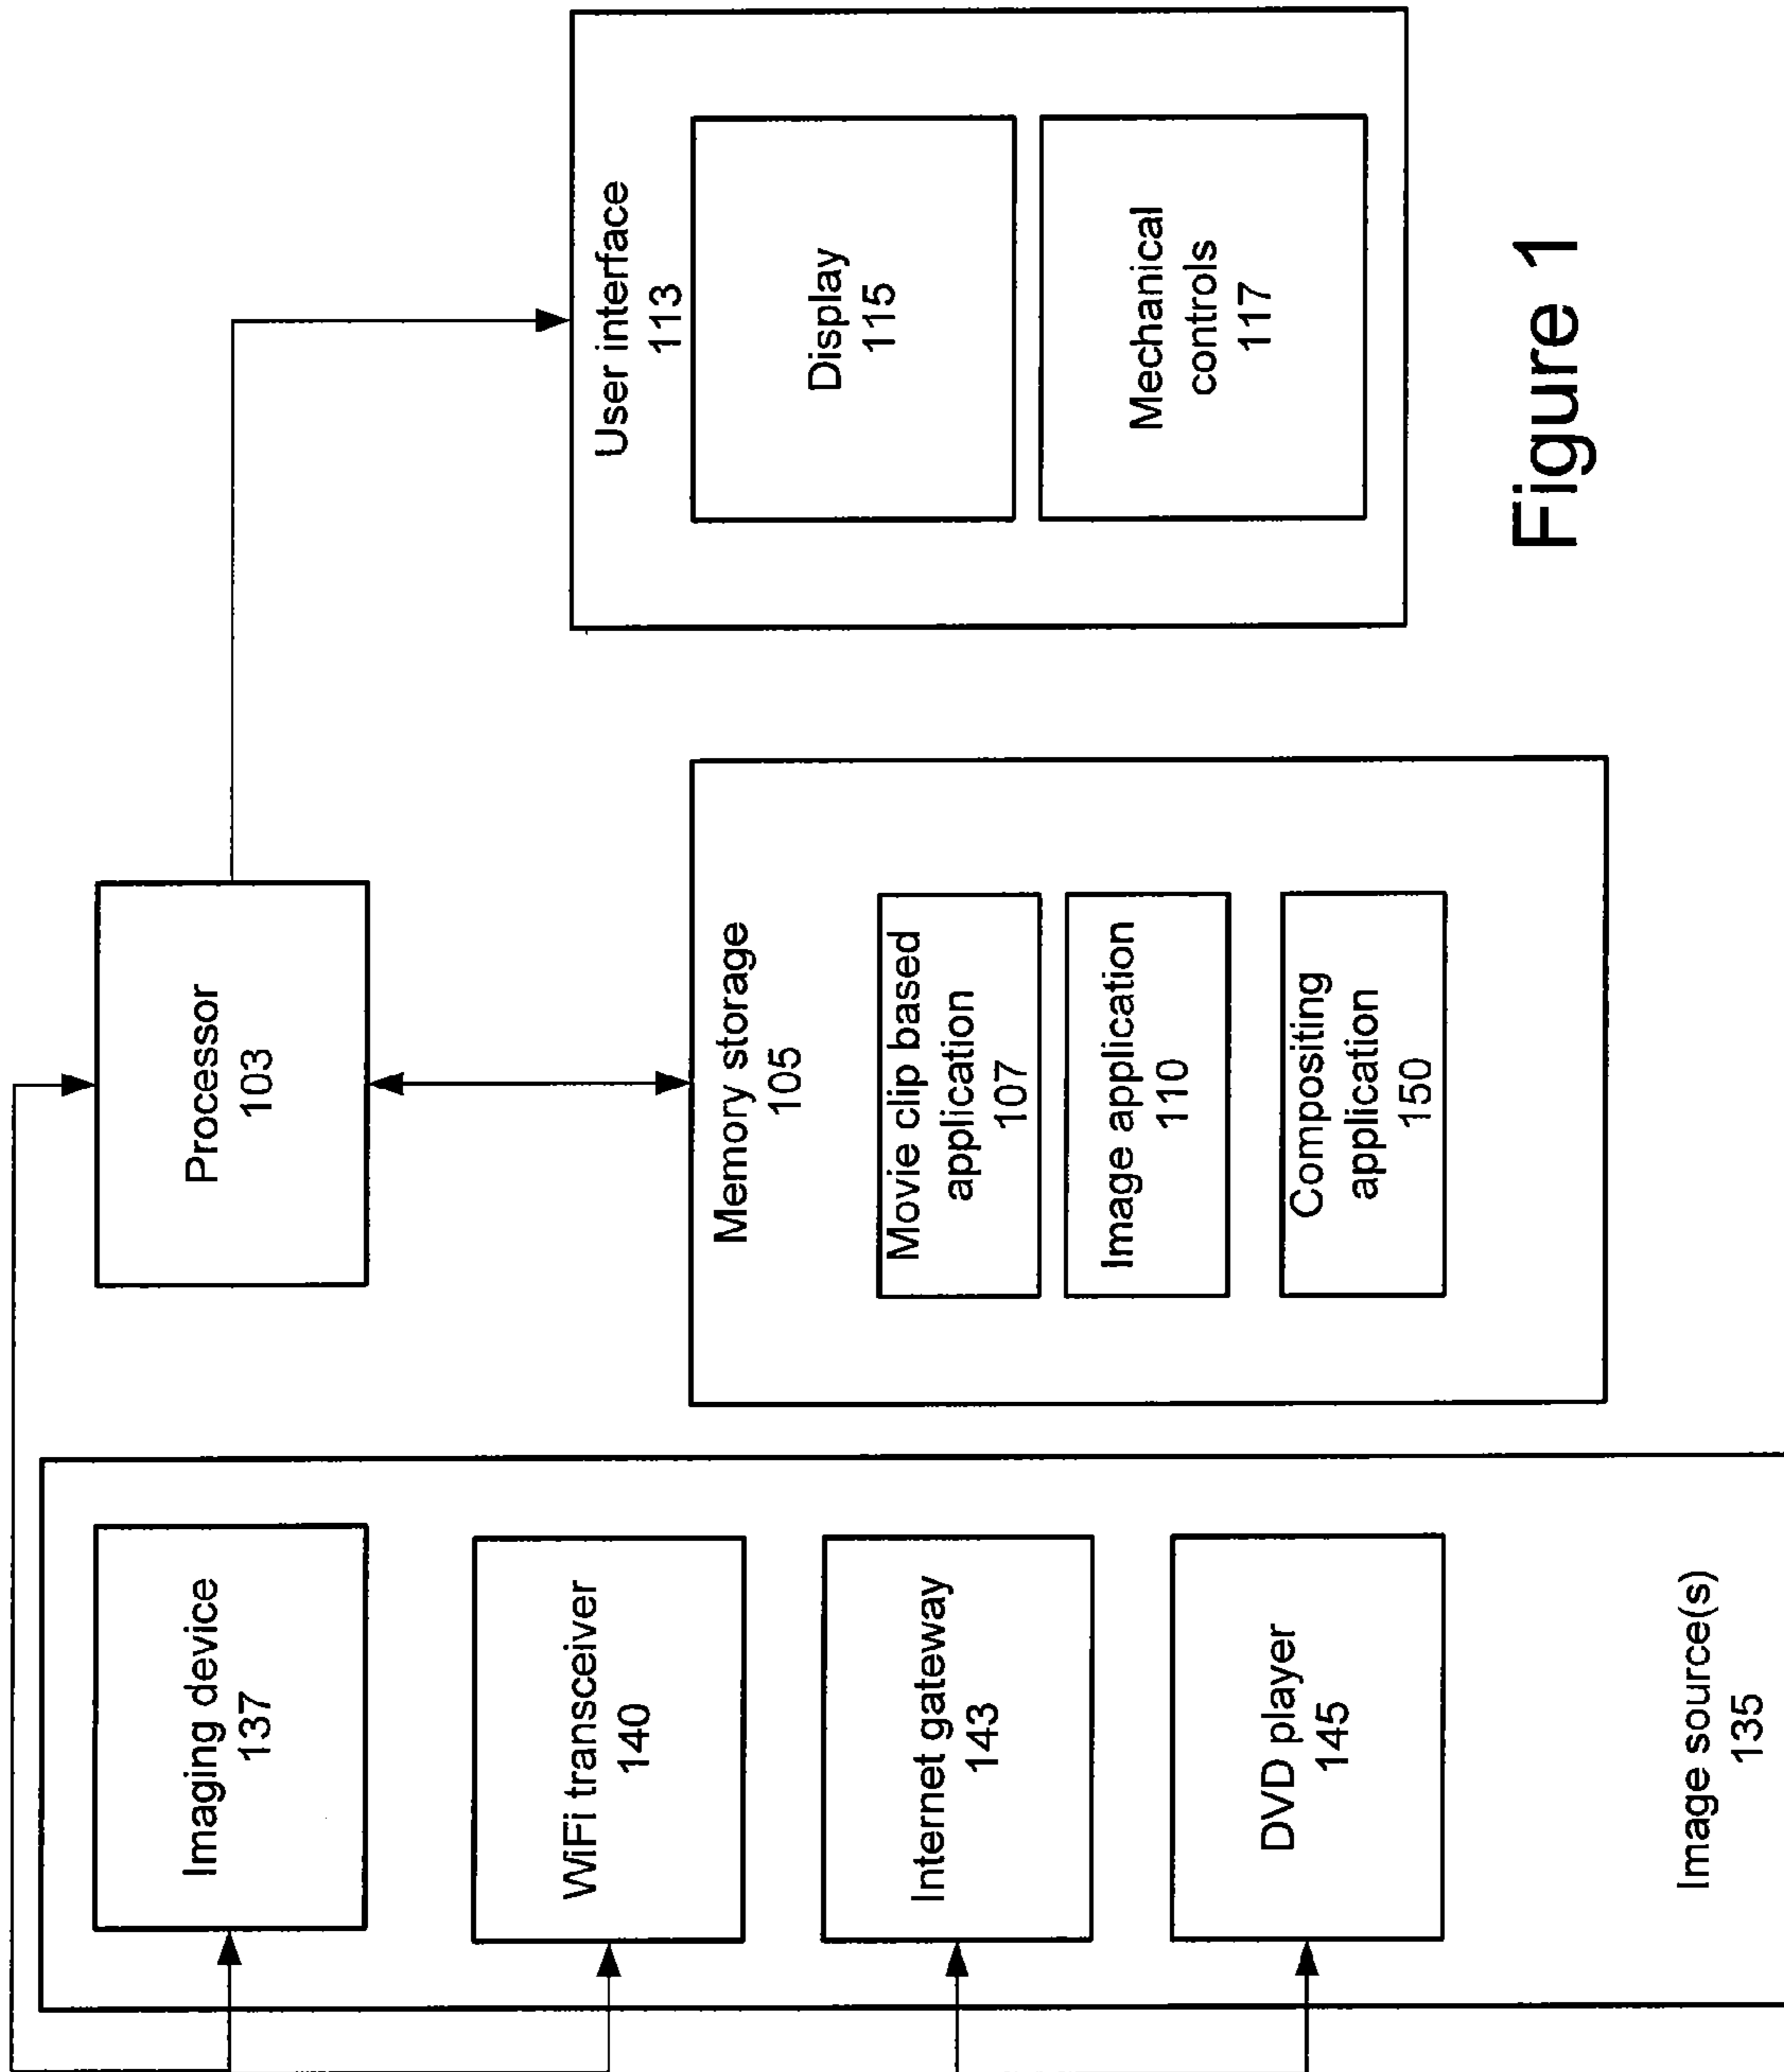 Imaging device
137
WiFi transceiver
140
Internet gateway
143
DVD player
145
Image source(s)
135
Processor
103
Memory storage
105
Movie clip based
application
107
Image application
110
Compositing
application
150
User interface
113
Display
115
Mechanical
controls
117
Figure 1